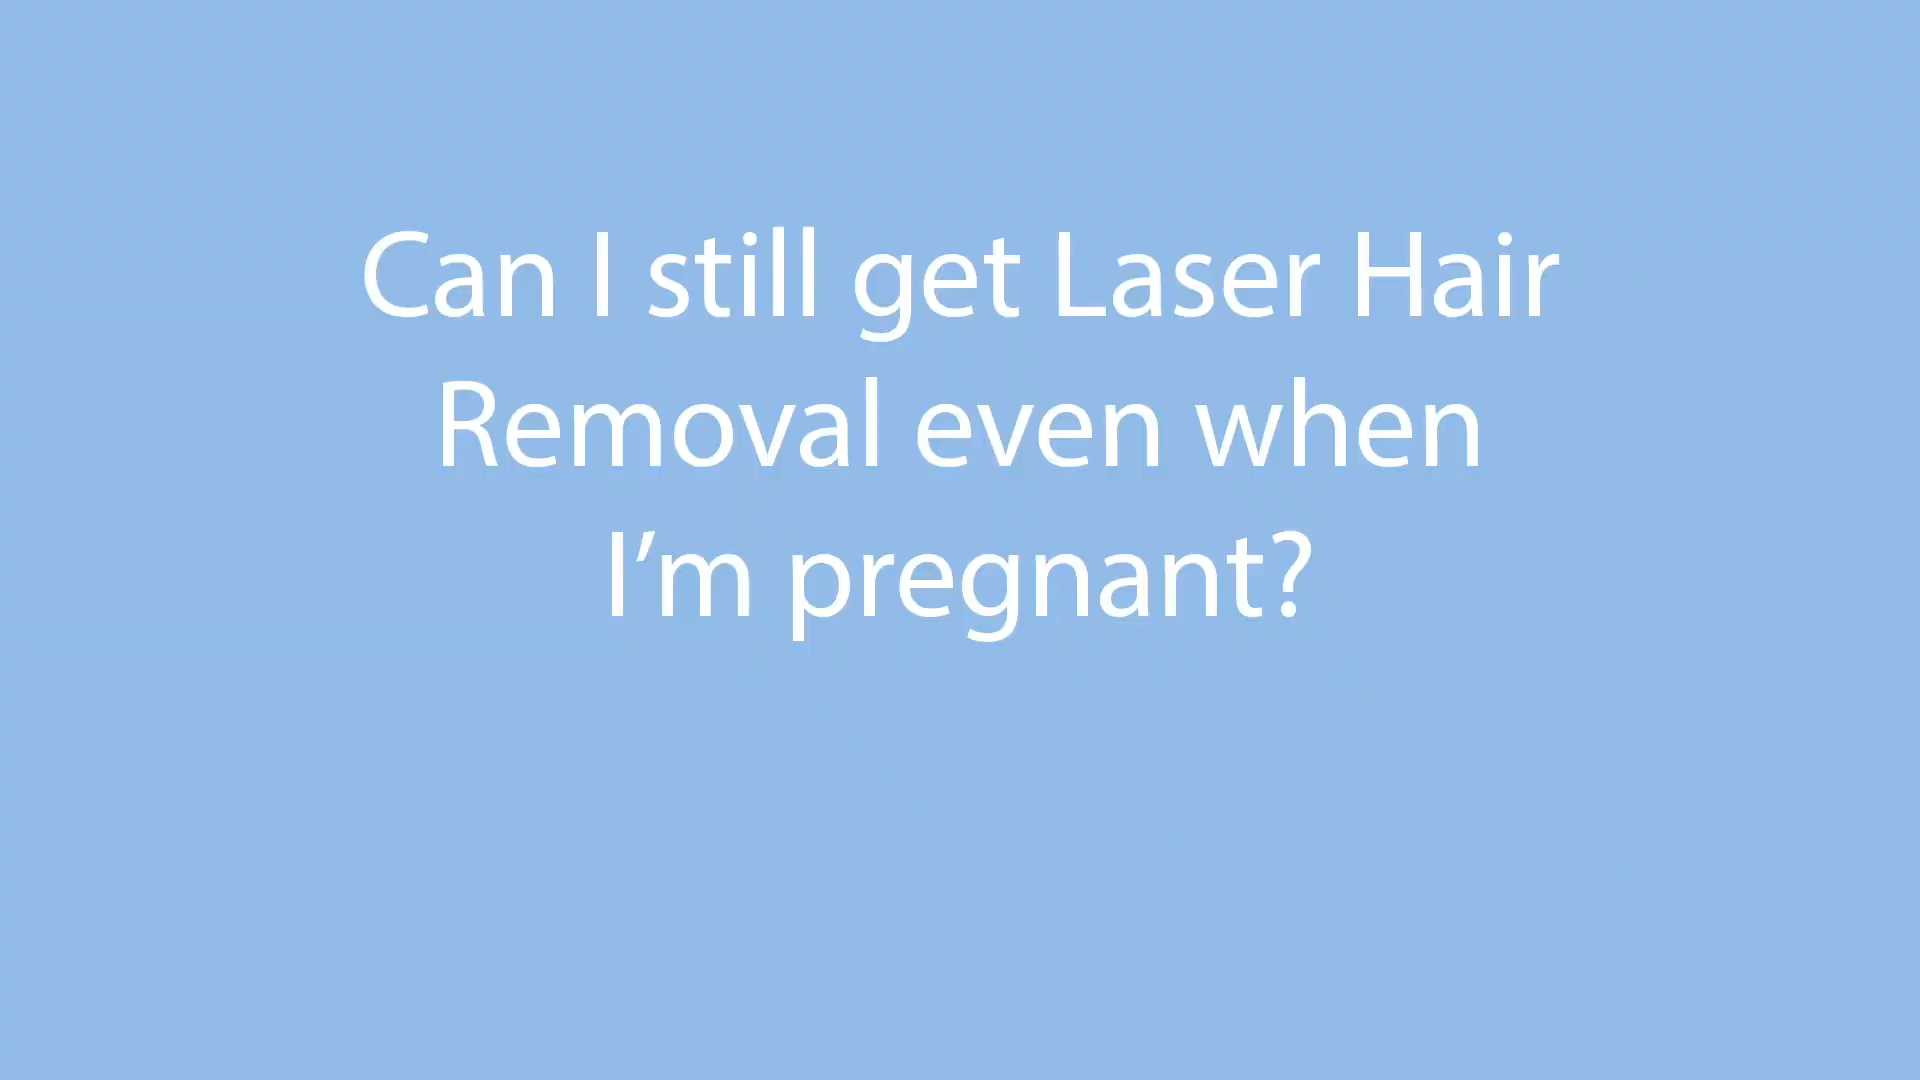 Can I still get Laser Hair
Removal even when
I’m pregnant?